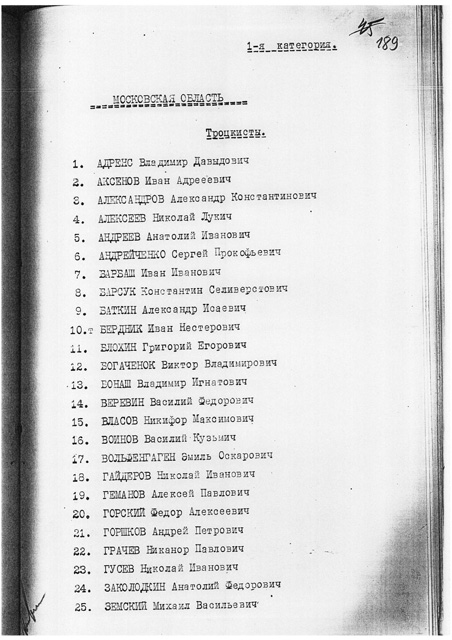 189
1-я категория.
МОСКОВСКАЯ ОБЛАСТЬ
Троцкисты.
1. АДРЕНС Владимир Давыдович
2. АКСЕНОВ Иван Адреевич
3. АЛЕКСАНДРОВ Александр Константинович
4. АЛЕКСЕЕВ Николай Лукич
5. АНДРЕЕВ Анатолий Иванович
6. АНДРЕЙЧЕНКО Сергей Прокофьевич
7. БАРБАШ Иван Иванович
8. БАРСУК Константин Селиверстович
9. БАТКИН Александр Исаевич
10.т БЕРДНИК Иван Нестерович
11. БЛОХИН Григорий Егорович
12. БОГАЧЕНОК Виктор Владимирович
13. БОНАШ Владимир Игнатович
14. ВЕРЕВИН Василий Федорович
15. ВЛАСОВ Никифор Максимович
16. ВОИНОВ Василий Кузьмич
17. ВОЛЬФЕНГАГЕН Эмиль Оскарович
18. ГАЙДЕРОВ Николай Иванович
19. ГЕМАНОВ Алексей Павлович
20. ГОРСКИЙ Федор Алексеевич
21. ГОРШКОВ Андрей Петрович
22. ГРАЧЕВ Никанор Павлович
23. ГУСЕВ Николай Иванович
24. ЗАКОЛОДКИН Анатолий Федорович
25. ЗЕМСКИЙ Михаил Васильевич